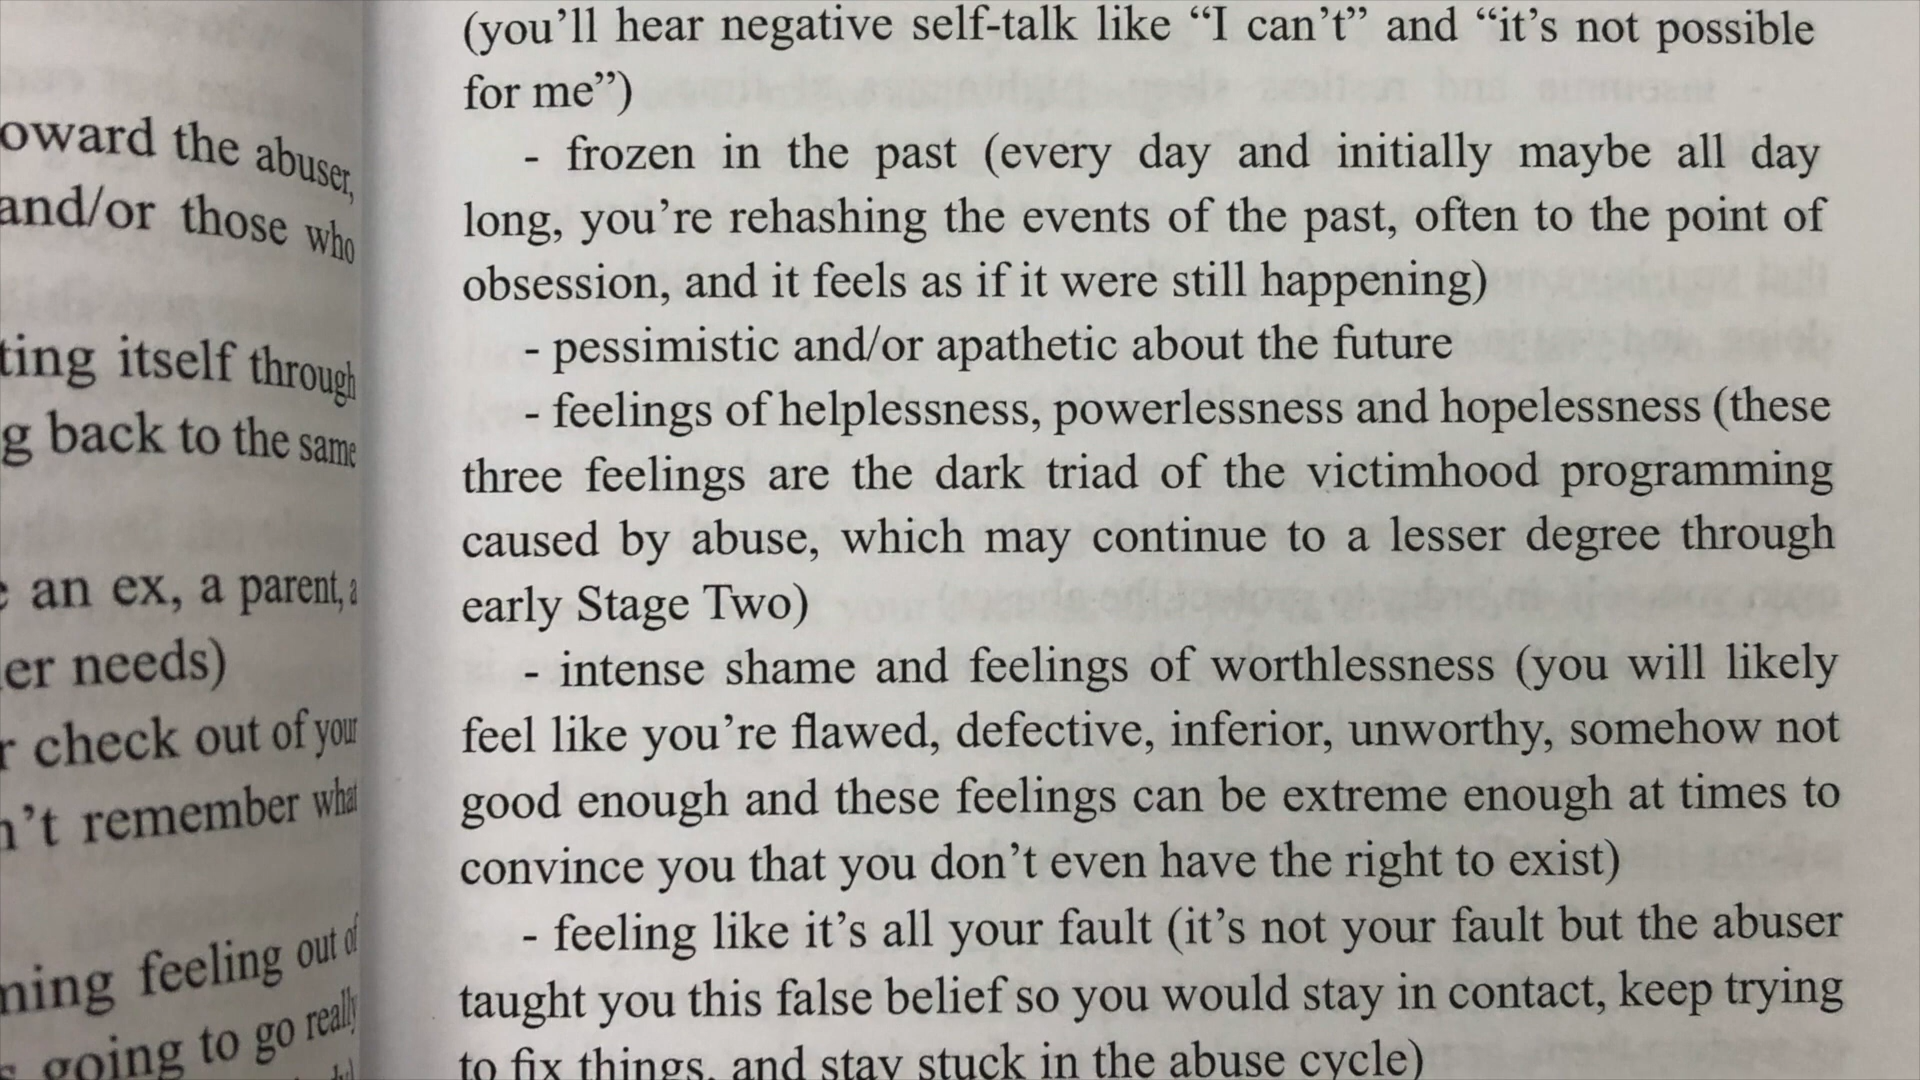 oward the abuser,
and/or those who
ting itself through
g back to the same
an ex, a parent, a
er needs)
r check out of your
n't remember what
ning feeling out of
going to go really
(you'll hear negative self-talk like “I can't” and “it's not possible
for me”)
- frozen in the past (every day and initially maybe all day
long, you're rehashing the events of the past, often to the point of
obsession, and it feels as if it were still happening)
- pessimistic and/or apathetic about the future
- feelings of helplessness, powerlessness and hopelessness (these
three feelings are the dark triad of the victimhood programming
caused by abuse, which may continue to a lesser degree through
early Stage Two)
- intense shame and feelings of worthlessness (you will likely
feel like you're flawed, defective, inferior, unworthy, somehow not
good enough and these feelings can be extreme enough at times to
convince you that you don't even have the right to exist)
- feeling like it's all your fault (it's not your fault but the abuser
taught you this false belief so you would stay in contact, keep trying
to fix things, and stay stuck in the abuse cycle)